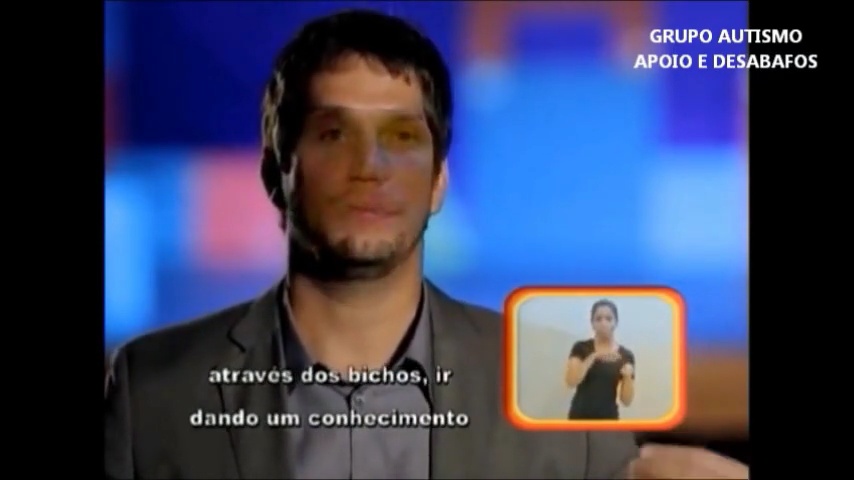 GRUPO AUTISMO
APOIO E DESABAFOS
através dos bichos, ir
dando um conhecimento